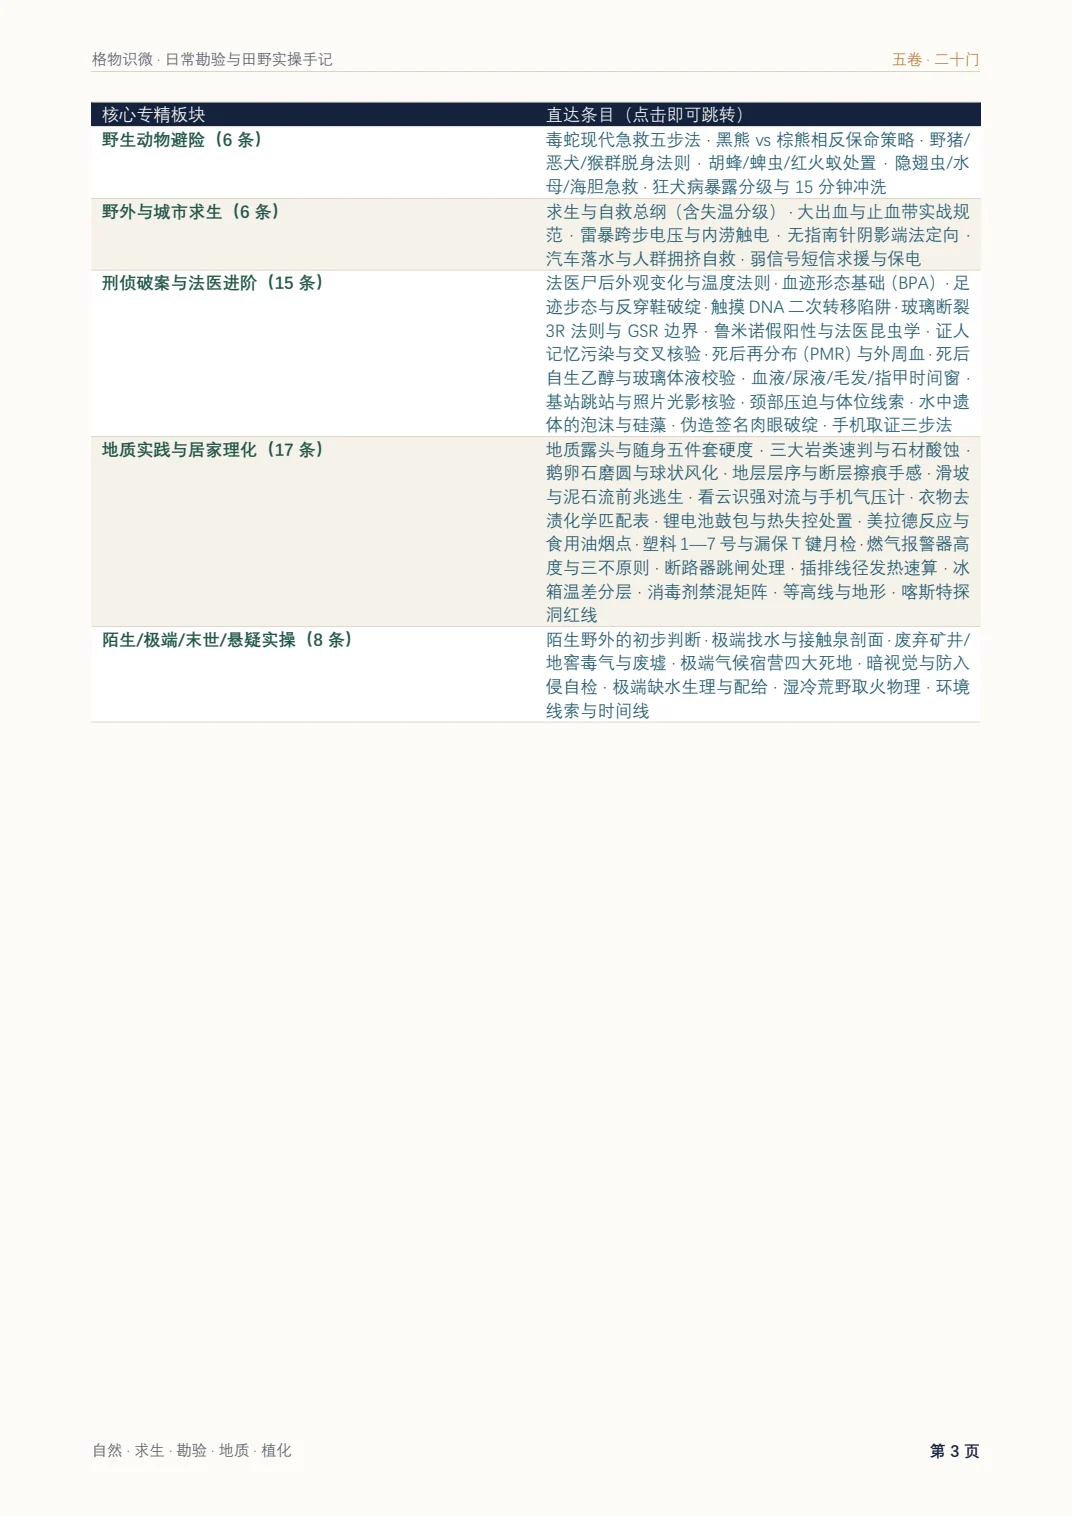 格物识微 · 日常勘验与田野实操手记
五卷 · 二十门
核心专精板块
直达条目（点击即可跳转）
野生动物避险（6 条）
毒蛇现代急救五步法 · 黑熊 vs 棕熊相反保命策略 · 野猪/
恶犬/猴群脱身法则 · 胡蜂/蜱虫/红火蚁处置 · 隐翅虫/水
母/海胆急救 · 狂犬病暴露分级与 15 分钟冲洗
野外与城市求生（6 条）
求生与自救总纲（含失温分级） · 大出血与止血带实战规
范 · 雷暴跨步电压与内涝触电 · 无指南针阴影端法定向 ·
汽车落水与人群拥挤自救 · 弱信号短信求援与保电
刑侦破案与法医进阶（15 条）
法医尸后外观变化与温度法则 · 血迹形态基础（BPA） · 足
迹步态与反穿鞋破绽 · 触摸 DNA 二次转移陷阱 · 玻璃断裂
3R 法则与 GSR 边界 · 鲁米诺假阳性与法医昆虫学 · 证人
记忆污染与交叉核验 · 死后再分布（PMR）与外周血 · 死后
自生乙醇与玻璃体液校验 · 血液/尿液/毛发/指甲时间窗 ·
基站跳站与照片光影核验 · 颈部压迫与体位线索 · 水中遗
体的泡沫与硅藻 · 伪造签名肉眼破绽 · 手机取证三步法
地质实践与居家理化（17 条）
地质露头与随身五件套硬度 · 三大岩类速判与石材酸蚀 ·
鹅卵石磨圆与球状风化 · 地层层序与断层擦痕手感 · 滑坡
与泥石流前兆逃生 · 看云识强对流与手机气压计 · 衣物去
渍化学匹配表 · 锂电池鼓包与热失控处置 · 美拉德反应与
食用油烟点 · 塑料 1—7 号与漏保 T 键月检 · 燃气报警器高
度与三不原则 · 断路器跳闸处理 · 插排线径发热速算 · 冰
箱温差分层 · 消毒剂禁混矩阵 · 等高线与地形 · 喀斯特探
洞红线
陌生/极端/末世/悬疑实操（8 条）
陌生野外的初步判断 · 极端找水与接触泉剖面 · 废弃矿井/
地窖毒气与废墟 · 极端气候宿营四大死地 · 暗视觉与防入
侵自检 · 极端缺水生理与配给 · 湿冷荒野取火物理 · 环境
线索与时间线
自然 · 求生 · 勘验 · 地质 · 植化
第 3 页